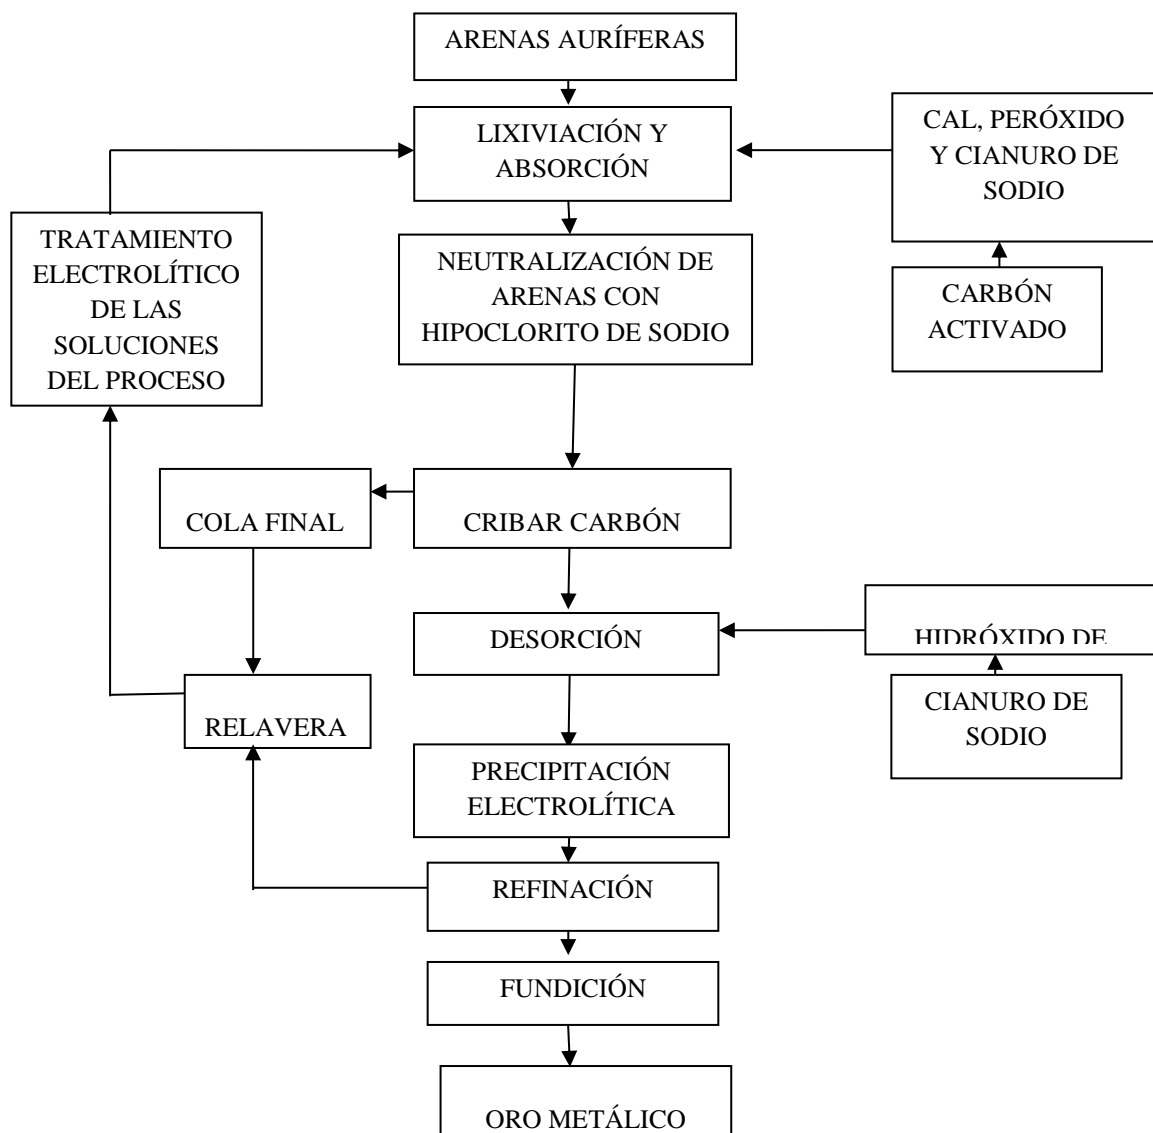 ARENAS AURÍFERAS
LIXIVIACIÓN Y
ABSORCIÓN
CAL, PERÓXIDO
Y CIANURO DE
SODIO
TRATAMIENTO
ELECTROLÍTICO
DE LAS
SOLUCIONES
DEL PROCESO
NEUTRALIZACIÓN DE
ARENAS CON
HIPOCLORITO DE SODIO
CARBÓN
ACTIVADO
COLA FINAL
CRIBAR CARBÓN
DESORCIÓN
HIDRÓXIDO DE
RELAVERA
CIANURO DE
SODIO
PRECIPITACIÓN
ELECTROLÍTICA
REFINACIÓN
FUNDICIÓN
ORO METÁLICO